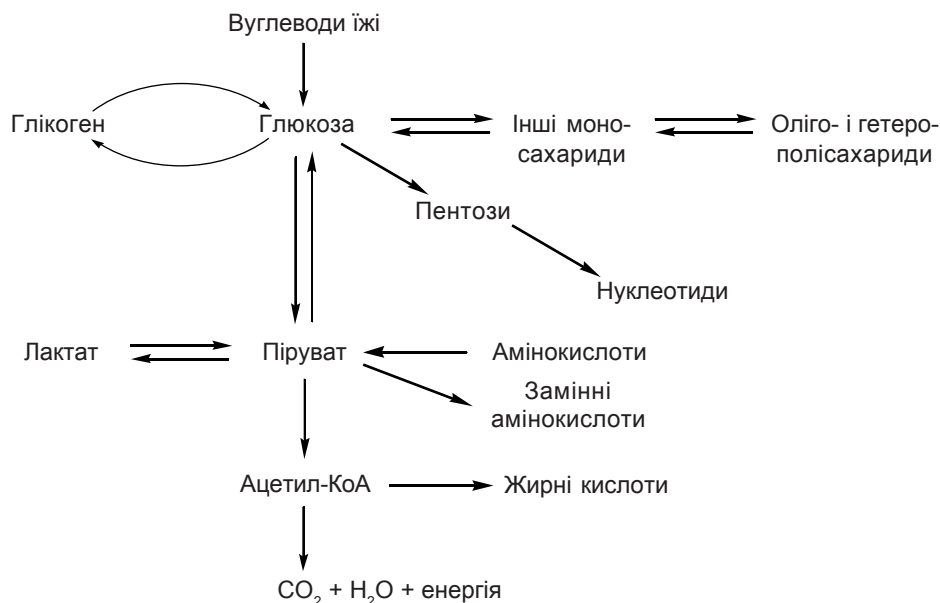 Вуглеводи їжі
Глікоген
Глюкоза
Інші моно-
сахариди
Оліго- і гетеро-
полісахариди
Пентози
Нуклеотиди
Лактат
Піруват
Амінокислоти
Замінні
амінокислоти
Ацетил-КоА
Жирні кислоти
CO₂ + H₂O + енергія